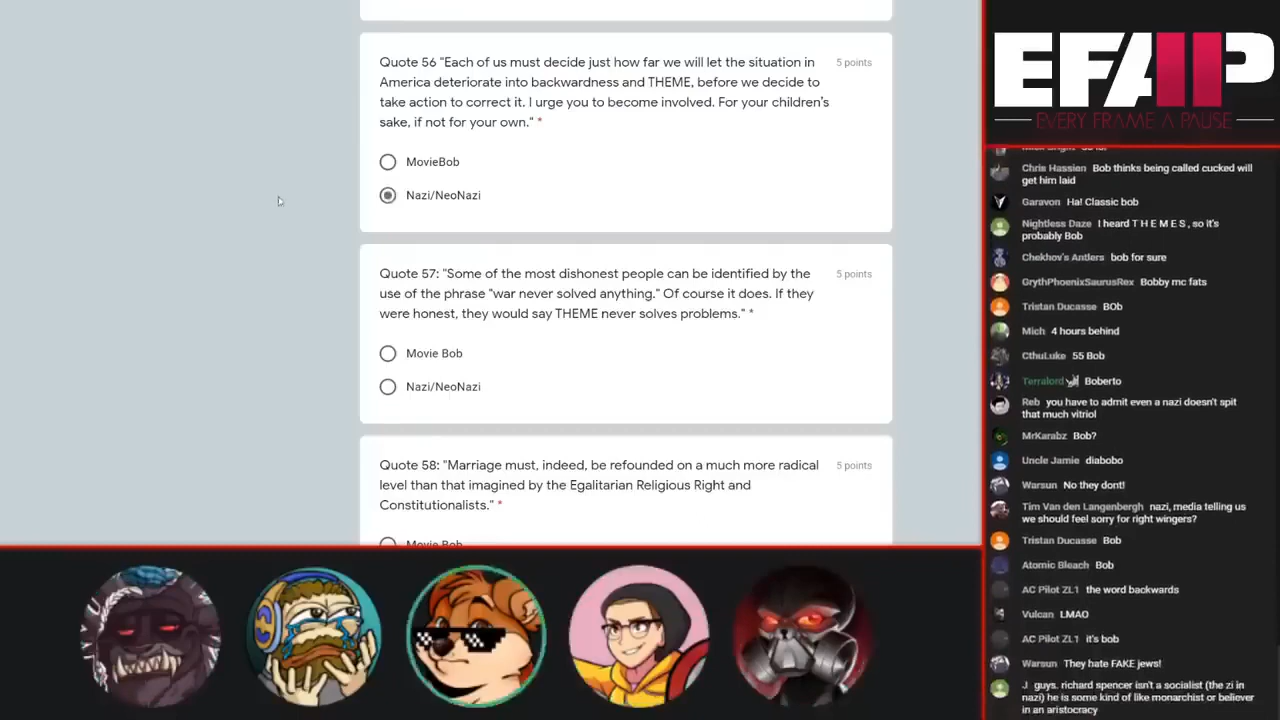 Quote 56 "Each of us must decide just how far we will let the situation in
5 points
America deteriorate into backwardness and THEME, before we decide to
take action to correct it. I urge you to become involved. For your children's
sake, if not for your own." *
MovieBob
Nazi/NeoNazi
Quote 57: "Some of the most dishonest people can be identified by the
5 points
use of the phrase "war never solved anything." Of course it does. If they
were honest, they would say THEME never solves problems." *
Movie Bob
Nazi/NeoNazi
Quote 58: "Marriage must, indeed, be refounded on a much more radical
5 points
level than that imagined by the Egalitarian Religious Right and
Constitutionalists." *
Movie Bob
EFAP
EVERY FRAME A PAUSE
Chris Hassien Bob thinks being called cucked will
get him laid
Garavon Ha! Classic bob
Nightless Daze I heard T H E M E S , so it's
probably Bob
Chekhov's Antlers bob for sure
GrythPhoenixSaurusRex Bobby mc fats
Tristan Ducasse BOb
Mich 4 hours behind
CthuLuke 55 Bob
Terralord Boberto
Reb you have to admit even a nazi doesn't spit
that much vitriol
MrKarabz Bob?
Uncle Jamie diabobo
Warsun No they dont!
Tim Van den Langenbergh nazi, media telling us
we should feel sorry for right wingers?
Tristan Ducasse Bob
Atomic Bleach Bob
AC Pilot ZL1 the word backwards
Vulcan LMAO
AC Pilot ZL1 it's bob
Warsun They hate FAKE jews!
J guys. richard spencer isn't a socialist (the zi in
nazi) he is some kind of like monarchist or believer
in an aristocracy